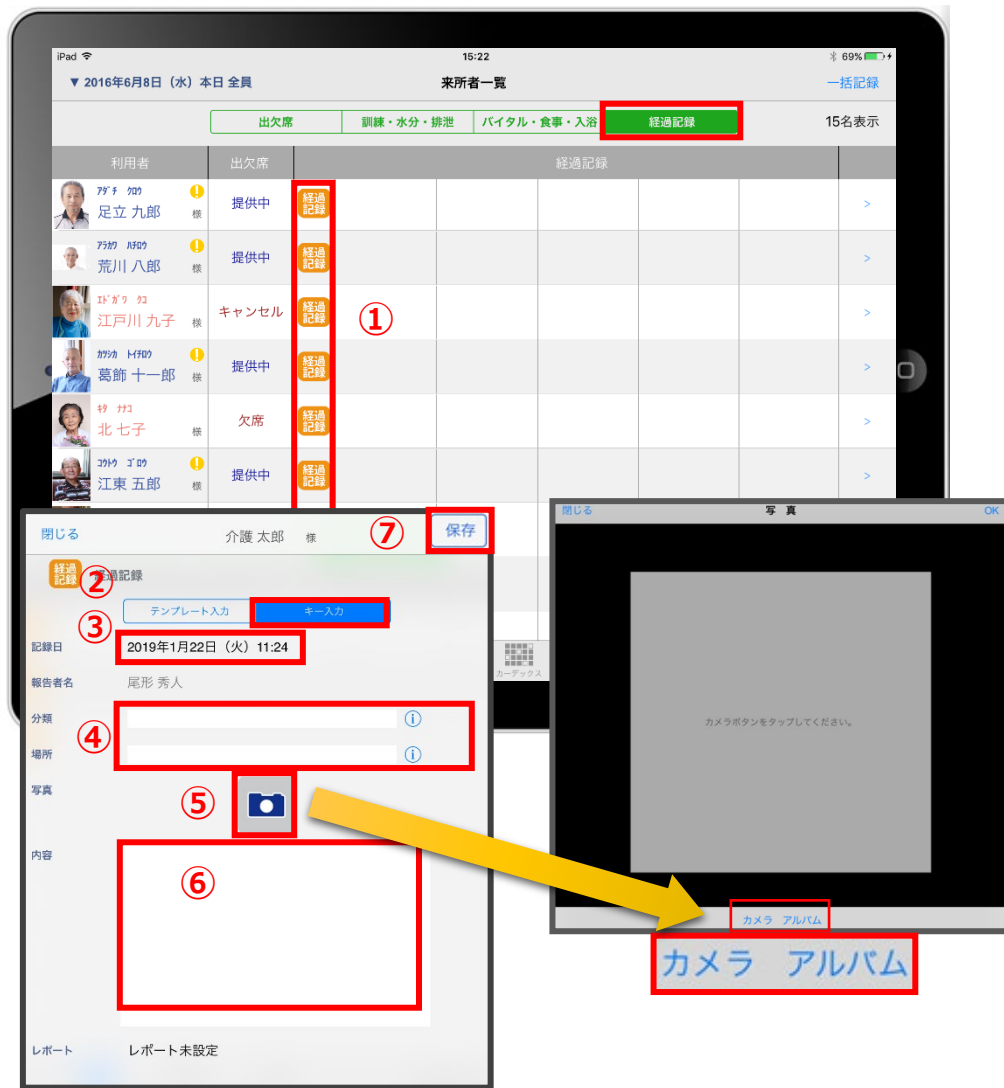 iPad 15:22 69%
▼ 2016年6月8日（水）本日 全員 来所者一覧 一括記録
出欠席 訓練・水分・排泄 バイタル・食事・入浴 経過記録 15名表示
利用者 出欠席 経過記録
ｱﾀﾞﾁ ｸﾛｳ
足立 九郎 様 提供中 経過記録 >
ｱﾗｶﾜ ﾊﾁﾛｳ
荒川 八郎 様 提供中 経過記録 >
ｴﾄﾞｶﾞﾜ ｸｺ
江戸川 九子 様 キャンセル 経過記録 ① >
ｶﾂｼｶ ﾄｲﾁﾛｳ
葛飾 十一郎 様 提供中 経過記録 >
ｷﾀ ﾅﾅｺ
北 七子 様 欠席 経過記録 >
ｺｳﾄｳ ｺﾞﾛｳ
江東 五郎 様 提供中 経過記録 >
閉じる 介護 太郎 様 ⑦ 保存
経過記録 ② 経過記録
テンプレート入力 キー入力
③
記録日 2019年1月22日（火）11:24
報告者名 尾形 秀人
分類
④
場所
写真 ⑤
内容
⑥
レポート レポート未設定
カーデックス
閉じる 写 真 OK
カメラボタンをタップしてください。
カメラ アルバム
カメラ アルバム